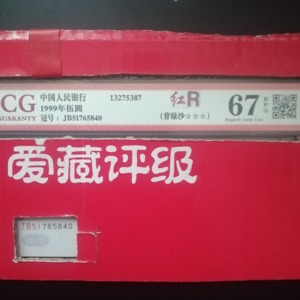 CG
GUARANTY
中国人民银行
13275387
1999年伍圆
冠号：JB51765840
红R
(背绿沙☆☆☆)
67 EPQ
Superb Gem Unc
爱藏评级
JB51765840